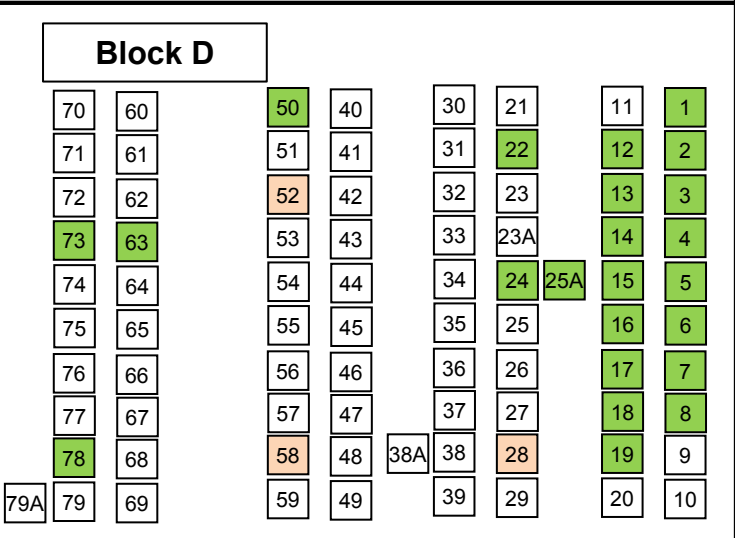 Block D
70 60 50 40 30 21 11 1
71 61 51 41 31 22 12 2
72 62 52 42 32 23 13 3
73 63 53 43 33 23A 14 4
74 64 54 44 34 24 25A 15 5
75 65 55 45 35 25 16 6
76 66 56 46 36 26 17 7
77 67 57 47 37 27 18 8
78 68 58 48 38A 38 28 19 9
79A 79 69 59 49 39 29 20 10